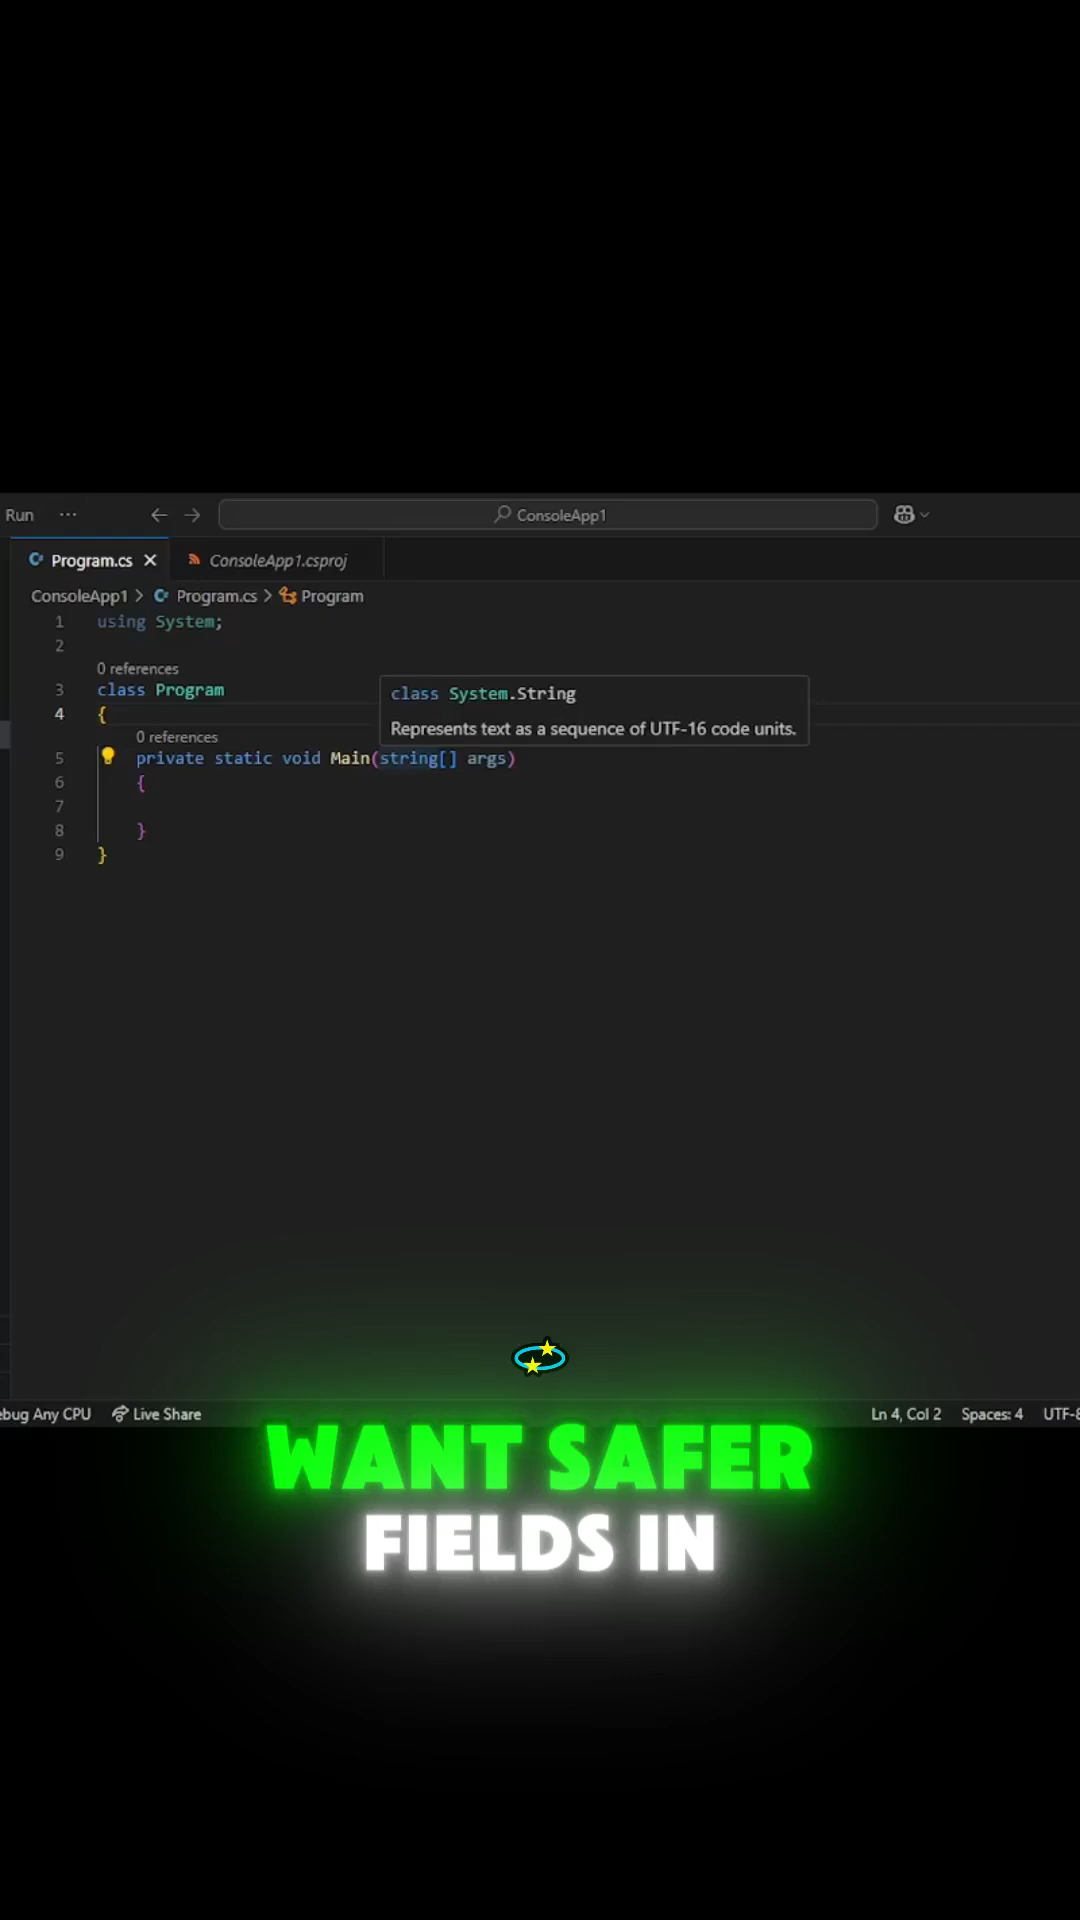 Run ... ConsoleApp1
Program.cs ConsoleApp1.csproj
ConsoleApp1 > Program.cs > Program
1 using System;
2
0 references
3 class Program
4 {
class System.String
Represents text as a sequence of UTF-16 code units.
0 references
5 private static void Main(string[] args)
6 {
7
8 }
9 }
ebug Any CPU Live Share Ln 4, Col 2 Spaces: 4 UTF-8
WANT SAFER
FIELDS IN